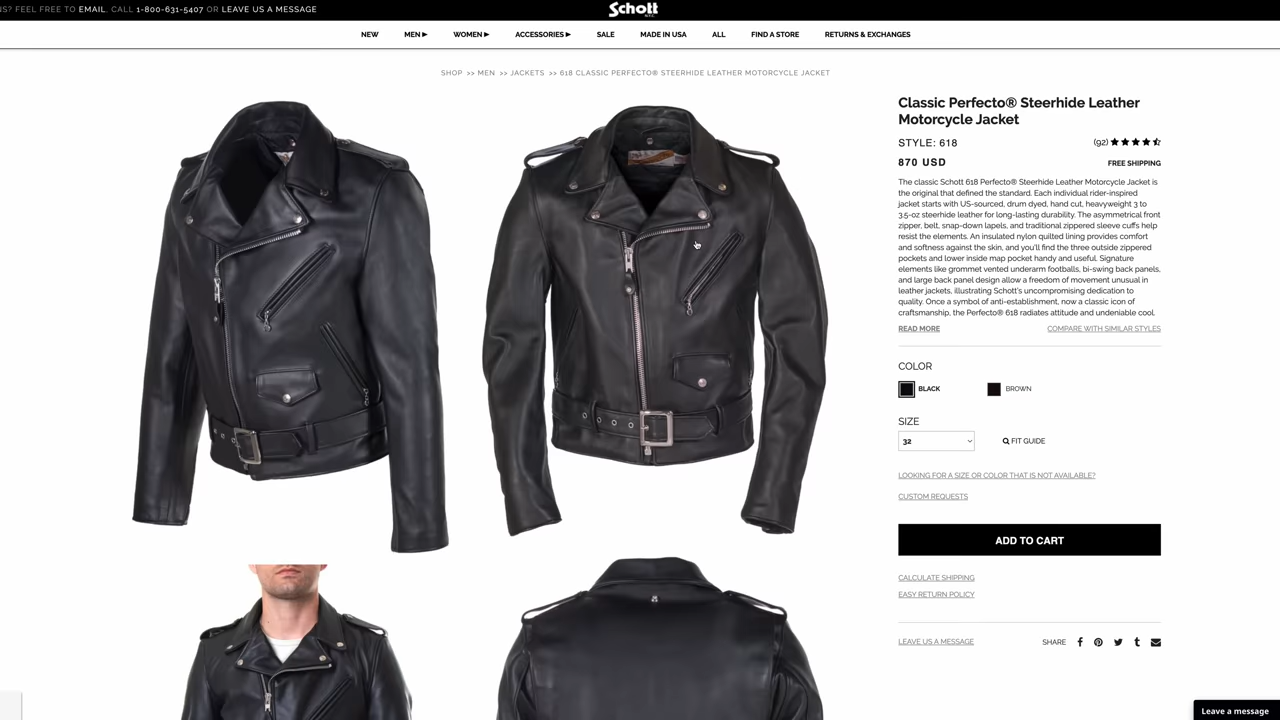 ? FEEL FREE TO EMAIL. CALL 1-800-631-5407 OR LEAVE US A MESSAGE
Schott
N.Y.C.
NEW
MEN ▶
WOMEN ▶
ACCESSORIES ▶
SALE
MADE IN USA
ALL
FIND A STORE
RETURNS & EXCHANGES
SHOP >> MEN >> JACKETS >> 618 CLASSIC PERFECTO® STEERHIDE LEATHER MOTORCYCLE JACKET
Classic Perfecto® Steerhide Leather
Motorcycle Jacket
STYLE: 618
(92)
870 USD
FREE SHIPPING
The classic Schott 618 Perfecto® Steerhide Leather Motorcycle Jacket is
the original that defined the standard. Each individual rider-inspired
jacket starts with US-sourced, drum dyed, hand cut, heavyweight 3 to
3.5-oz steerhide leather for long-lasting durability. The asymmetrical front
zipper, belt, snap-down lapels, and traditional zippered sleeve cuffs help
resist the elements. An insulated nylon quilted lining provides comfort
and softness against the skin, and you'll find the three outside zippered
pockets and lower inside map pocket handy and useful. Signature
elements like grommet vented underarm footballs, bi-swing back panels,
and large back panel design allow a freedom of movement unusual in
leather jackets, illustrating Schott's uncompromising dedication to
quality. Once a symbol of anti-establishment, now a classic icon of
craftsmanship, the Perfecto® 618 radiates attitude and undeniable cool.
READ MORE
COMPARE WITH SIMILAR STYLES
COLOR
BLACK
BROWN
SIZE
32
FIT GUIDE
LOOKING FOR A SIZE OR COLOR THAT IS NOT AVAILABLE?
CUSTOM REQUESTS
ADD TO CART
CALCULATE SHIPPING
EASY RETURN POLICY
LEAVE US A MESSAGE
SHARE
Leave a message